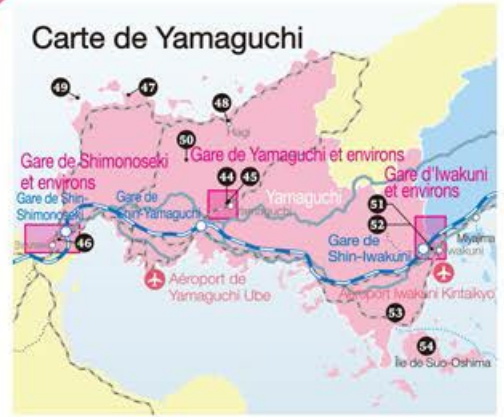 Carte de Yamaguchi
49
47
48
Hagi
50
Gare de Shimonoseki
et environs
Gare de Yamaguchi et environs
44
45
Gare d'Iwakuni
et environs
Gare de Shin-
Shimonoseki
Gare de
Shin-Yamaguchi
Yamaguchi
51
52
46
Gare de
Shin-Iwakuni
Miyajima
Iwakuni
Aéroport de
Yamaguchi Ube
Aéroport Iwakuni Kintaikyo
53
54
Île de Suo-Oshima